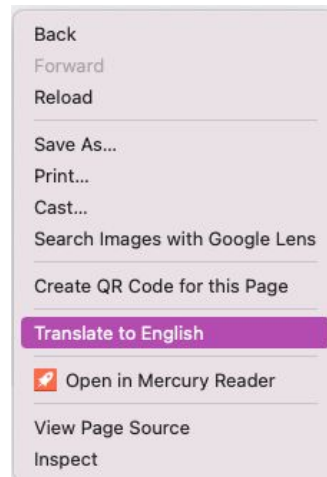 Back
Forward
Reload
Save As...
Print...
Cast...
Search Images with Google Lens
Create QR Code for this Page
Translate to English
Open in Mercury Reader
View Page Source
Inspect